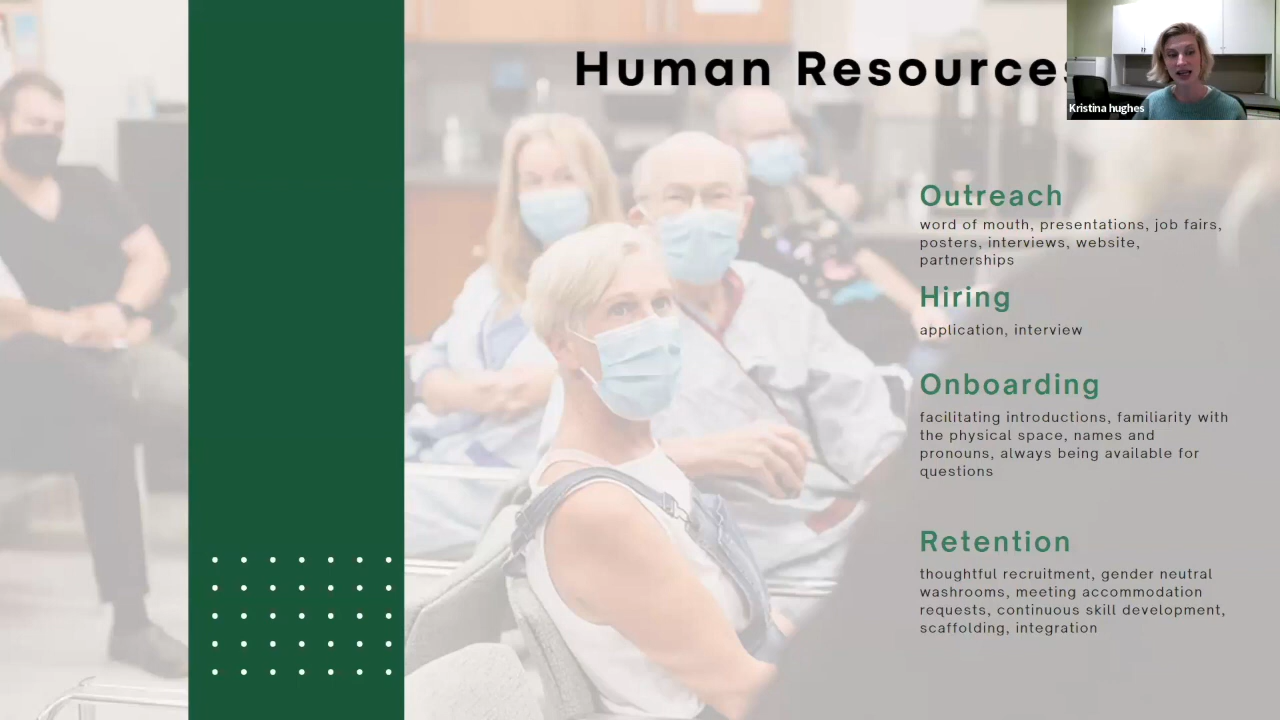 Human Resources
Kristina hughes
Outreach
word of mouth, presentations, job fairs,
posters, interviews, website,
partnerships
Hiring
application, interview
Onboarding
facilitating introductions, familiarity with
the physical space, names and
pronouns, always being available for
questions
Retention
thoughtful recruitment, gender neutral
washrooms, meeting accommodation
requests, continuous skill development,
scaffolding, integration